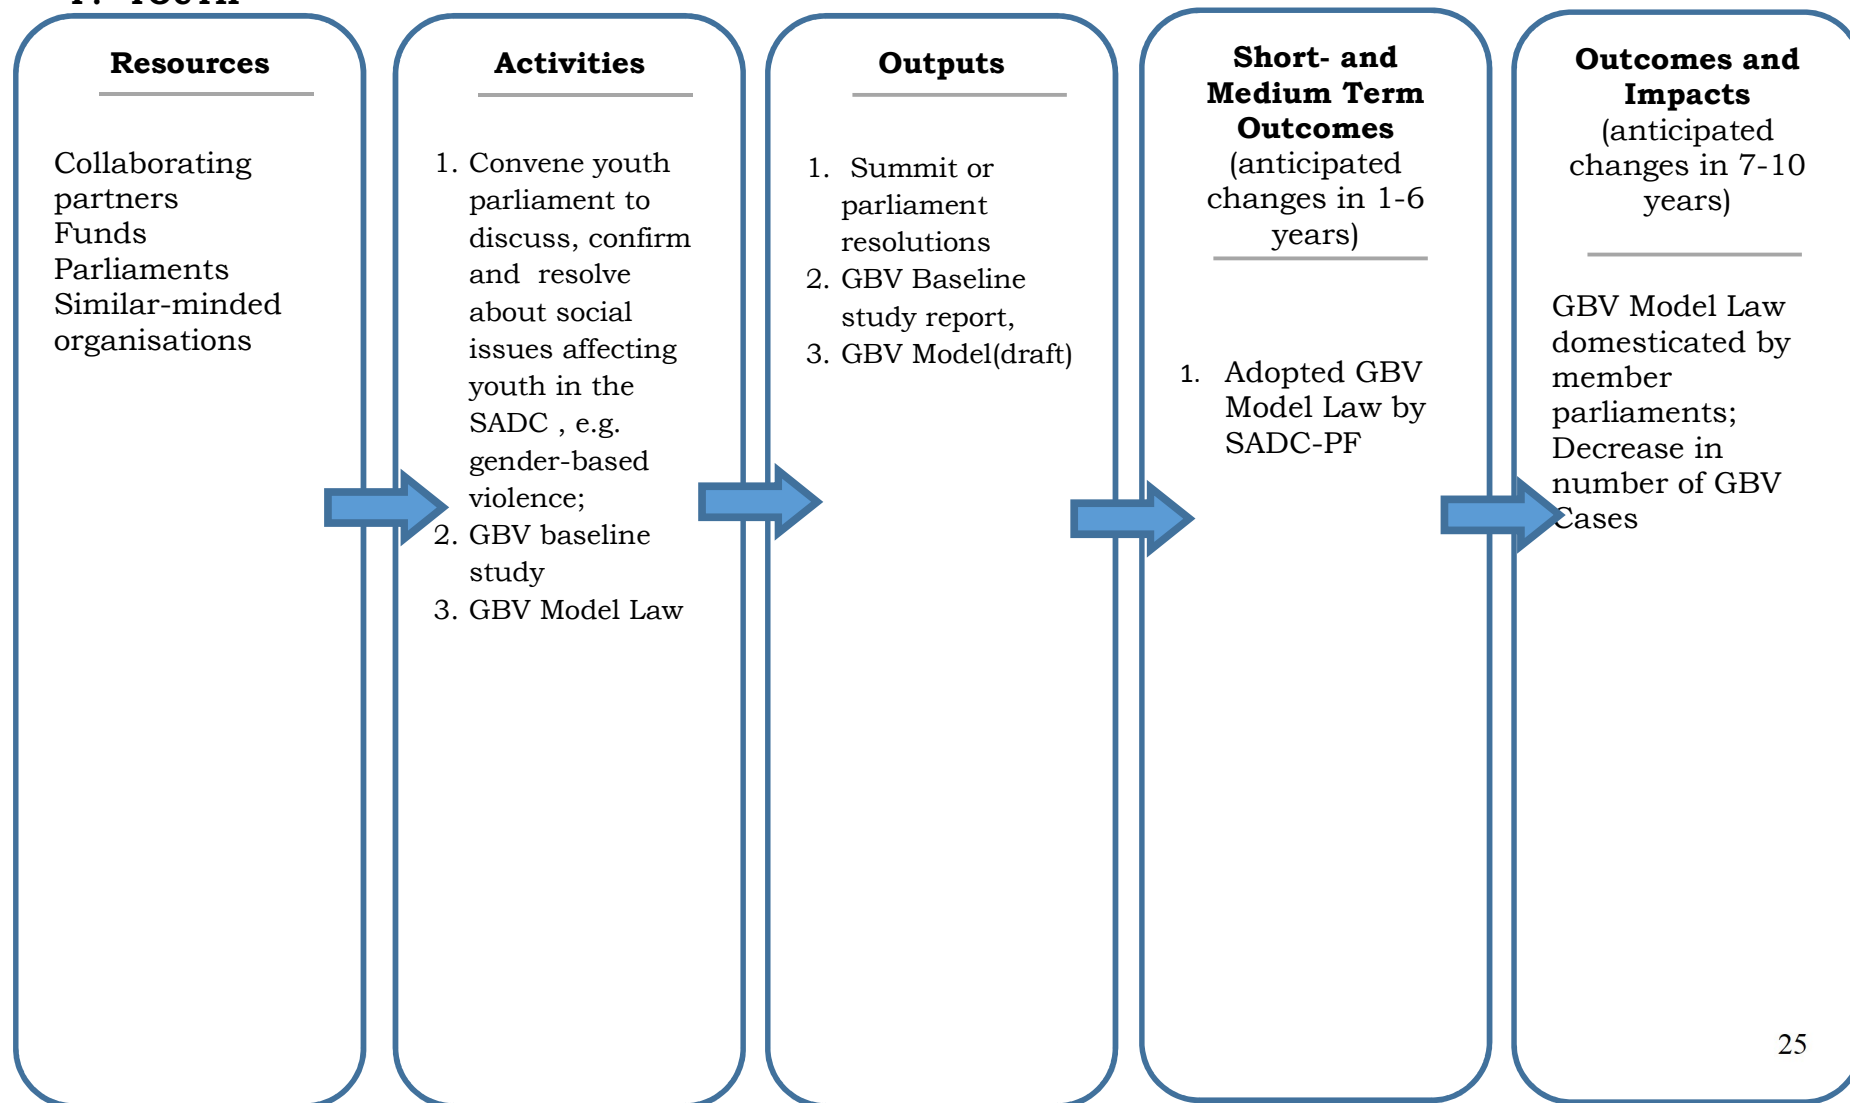 Resources
Collaborating
partners
Funds
Parliaments
Similar-minded
organisations
Activities
1. Convene youth
parliament to
discuss, confirm
and resolve
about social
issues affecting
youth in the
SADC , e.g.
gender-based
violence;
2. GBV baseline
study
3. GBV Model Law
Outputs
1. Summit or
parliament
resolutions
2. GBV Baseline
study report,
3. GBV Model(draft)
Short- and
Medium Term
Outcomes
(anticipated
changes in 1-6
years)
1. Adopted GBV
Model Law by
SADC-PF
Outcomes and
Impacts
(anticipated
changes in 7-10
years)
GBV Model Law
domesticated by
member
parliaments;
Decrease in
number of GBV
Cases
25